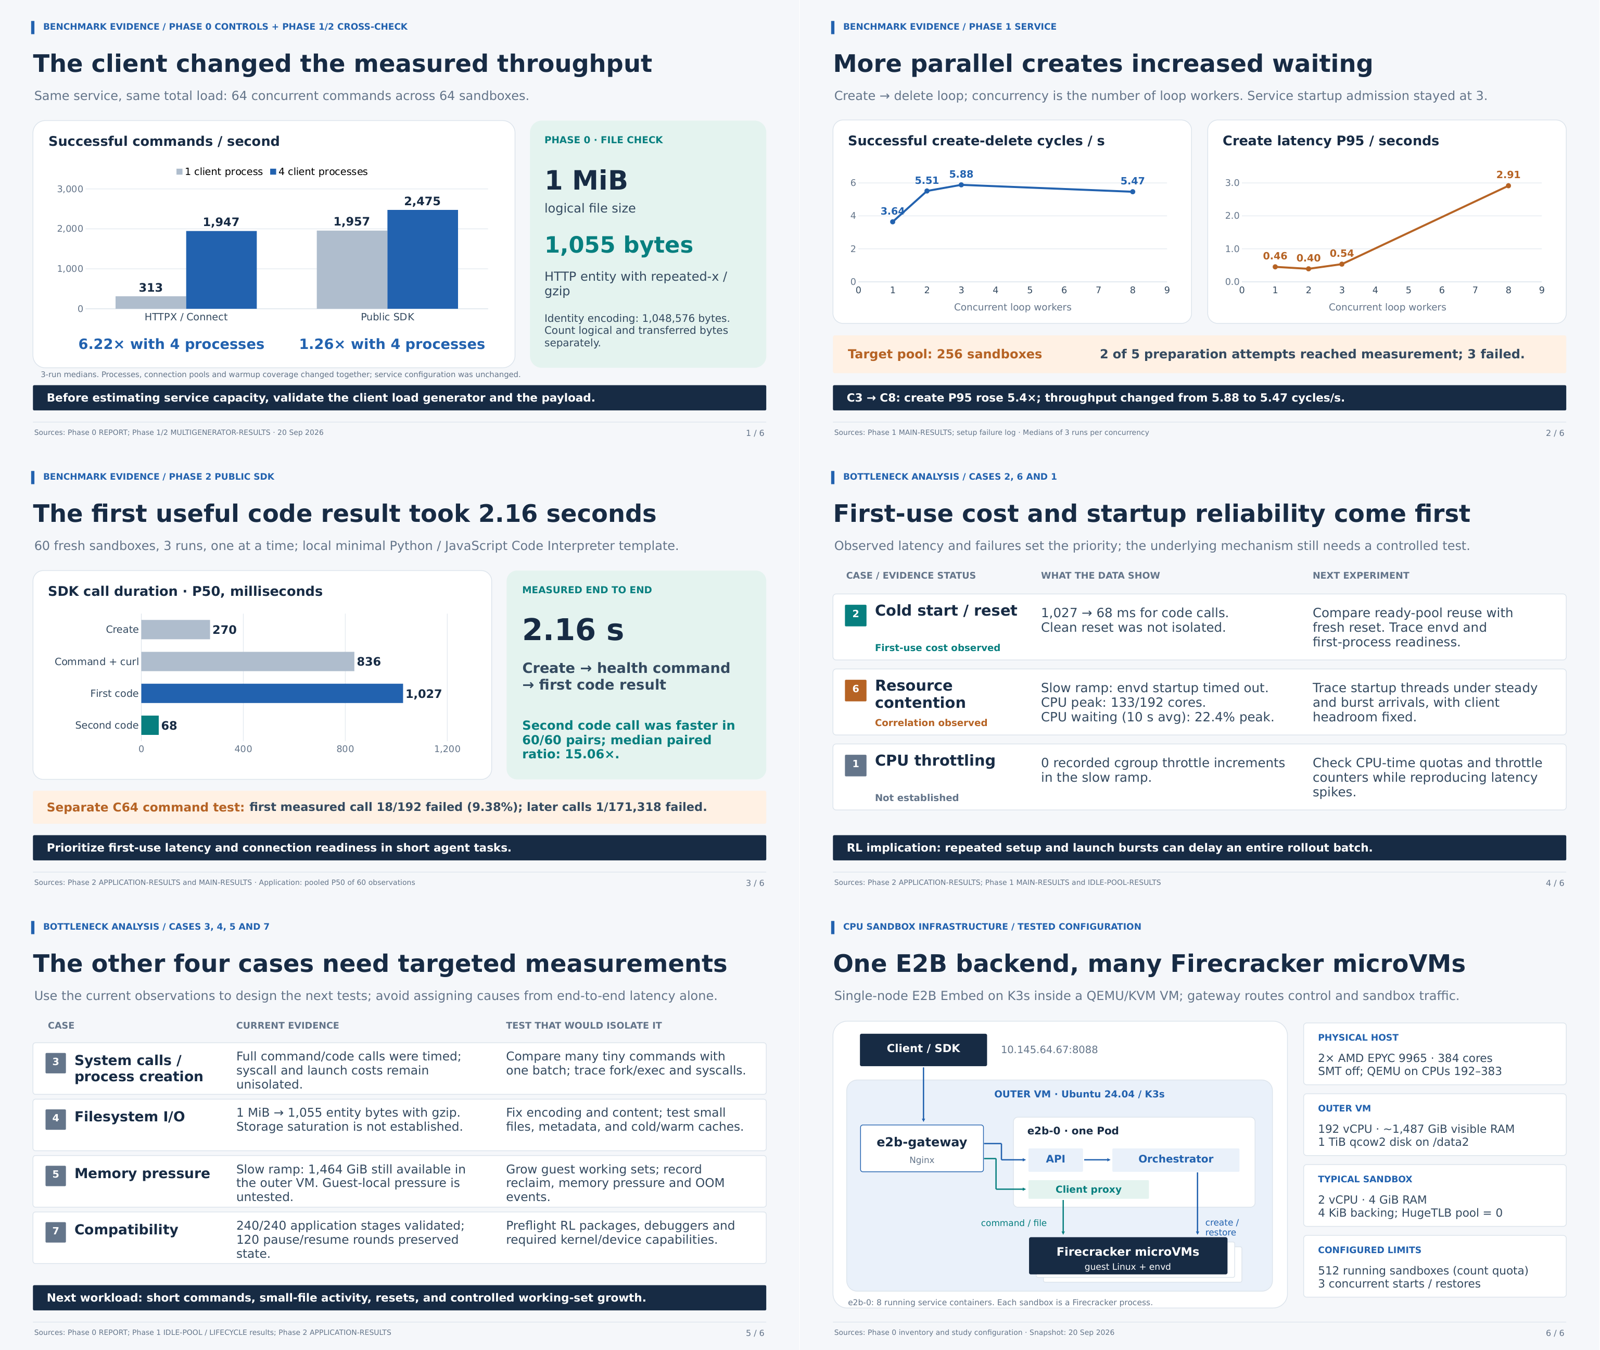 BENCHMARK EVIDENCE / PHASE 0 CONTROLS + PHASE 1/2 CROSS-CHECK
The client changed the measured throughput
Same service, same total load: 64 concurrent commands across 64 sandboxes.
Successful commands / second
1 client process
4 client processes
3,000
2,000
1,000
0
313
1,947
1,957
2,475
HTTPX / Connect
Public SDK
6.22× with 4 processes
1.26× with 4 processes
PHASE 0 · FILE CHECK
1 MiB
logical file size
1,055 bytes
HTTP entity with repeated-x /
gzip
Identity encoding: 1,048,576 bytes.
Count logical and transferred bytes
separately.
3-run medians. Processes, connection pools and warmup coverage changed together; service configuration was unchanged.
Before estimating service capacity, validate the client load generator and the payload.
Sources: Phase 0 REPORT; Phase 1/2 MULTIGENERATOR-RESULTS · 20 Sep 2026
1 / 6
BENCHMARK EVIDENCE / PHASE 1 SERVICE
More parallel creates increased waiting
Create → delete loop; concurrency is the number of loop workers. Service startup admission stayed at 3.
Successful create-delete cycles / s
6
4
2
0
3.64
5.51
5.88
5.47
0 1 2 3 4 5 6 7 8 9
Concurrent loop workers
Create latency P95 / seconds
3.0
2.0
1.0
0.0
0.46
0.40
0.54
2.91
0 1 2 3 4 5 6 7 8 9
Concurrent loop workers
Target pool: 256 sandboxes
2 of 5 preparation attempts reached measurement; 3 failed.
C3 → C8: create P95 rose 5.4×; throughput changed from 5.88 to 5.47 cycles/s.
Sources: Phase 1 MAIN-RESULTS; setup failure log · Medians of 3 runs per concurrency
2 / 6
BENCHMARK EVIDENCE / PHASE 2 PUBLIC SDK
The first useful code result took 2.16 seconds
60 fresh sandboxes, 3 runs, one at a time; local minimal Python / JavaScript Code Interpreter template.
SDK call duration · P50, milliseconds
Create
270
Command + curl
836
First code
1,027
Second code
68
0
400
800
1,200
MEASURED END TO END
2.16 s
Create → health command
→ first code result
Second code call was faster in
60/60 pairs; median paired
ratio: 15.06×.
Separate C64 command test: first measured call 18/192 failed (9.38%); later calls 1/171,318 failed.
Prioritize first-use latency and connection readiness in short agent tasks.
Sources: Phase 2 APPLICATION-RESULTS and MAIN-RESULTS · Application: pooled P50 of 60 observations
3 / 6
BOTTLENECK ANALYSIS / CASES 2, 6 AND 1
First-use cost and startup reliability come first
Observed latency and failures set the priority; the underlying mechanism still needs a controlled test.
CASE / EVIDENCE STATUS
WHAT THE DATA SHOW
NEXT EXPERIMENT
2
Cold start / reset
First-use cost observed
1,027 → 68 ms for code calls.
Clean reset was not isolated.
Compare ready-pool reuse with
fresh reset. Trace envd and
first-process readiness.
6
Resource
contention
Correlation observed
Slow ramp: envd startup timed out.
CPU peak: 133/192 cores.
CPU waiting (10 s avg): 22.4% peak.
Trace startup threads under steady
and burst arrivals, with client
headroom fixed.
1
CPU throttling
Not established
0 recorded cgroup throttle increments
in the slow ramp.
Check CPU-time quotas and throttle
counters while reproducing latency
spikes.
RL implication: repeated setup and launch bursts can delay an entire rollout batch.
Sources: Phase 2 APPLICATION-RESULTS; Phase 1 MAIN-RESULTS and IDLE-POOL-RESULTS
4 / 6
BOTTLENECK ANALYSIS / CASES 3, 4, 5 AND 7
The other four cases need targeted measurements
Use the current observations to design the next tests; avoid assigning causes from end-to-end latency alone.
CASE
CURRENT EVIDENCE
TEST THAT WOULD ISOLATE IT
3
System calls /
process creation
Full command/code calls were timed;
syscall and launch costs remain
unisolated.
Compare many tiny commands with
one batch; trace fork/exec and syscalls.
4
Filesystem I/O
1 MiB → 1,055 entity bytes with gzip.
Storage saturation is not established.
Fix encoding and content; test small
files, metadata, and cold/warm caches.
5
Memory pressure
Slow ramp: 1,464 GiB still available in
the outer VM. Guest-local pressure is
untested.
Grow guest working sets; record
reclaim, memory pressure and OOM
events.
7
Compatibility
240/240 application stages validated;
120 pause/resume rounds preserved
state.
Preflight RL packages, debuggers and
required kernel/device capabilities.
Next workload: short commands, small-file activity, resets, and controlled working-set growth.
Sources: Phase 0 REPORT; Phase 1 IDLE-POOL / LIFECYCLE results; Phase 2 APPLICATION-RESULTS
5 / 6
CPU SANDBOX INFRASTRUCTURE / TESTED CONFIGURATION
One E2B backend, many Firecracker microVMs
Single-node E2B Embed on K3s inside a QEMU/KVM VM; gateway routes control and sandbox traffic.
Client / SDK
10.145.64.67:8088
OUTER VM · Ubuntu 24.04 / K3s
e2b-gateway
Nginx
e2b-0 · one Pod
API
Orchestrator
Client proxy
command / file
create /
restore
Firecracker microVMs
guest Linux + envd
e2b-0: 8 running service containers. Each sandbox is a Firecracker process.
PHYSICAL HOST
2× AMD EPYC 9965 · 384 cores
SMT off; QEMU on CPUs 192–383
OUTER VM
192 vCPU · ~1,487 GiB visible RAM
1 TiB qcow2 disk on /data2
TYPICAL SANDBOX
2 vCPU · 4 GiB RAM
4 KiB backing; HugeTLB pool = 0
CONFIGURED LIMITS
512 running sandboxes (count quota)
3 concurrent starts / restores
Sources: Phase 0 inventory and study configuration · Snapshot: 20 Sep 2026
6 / 6